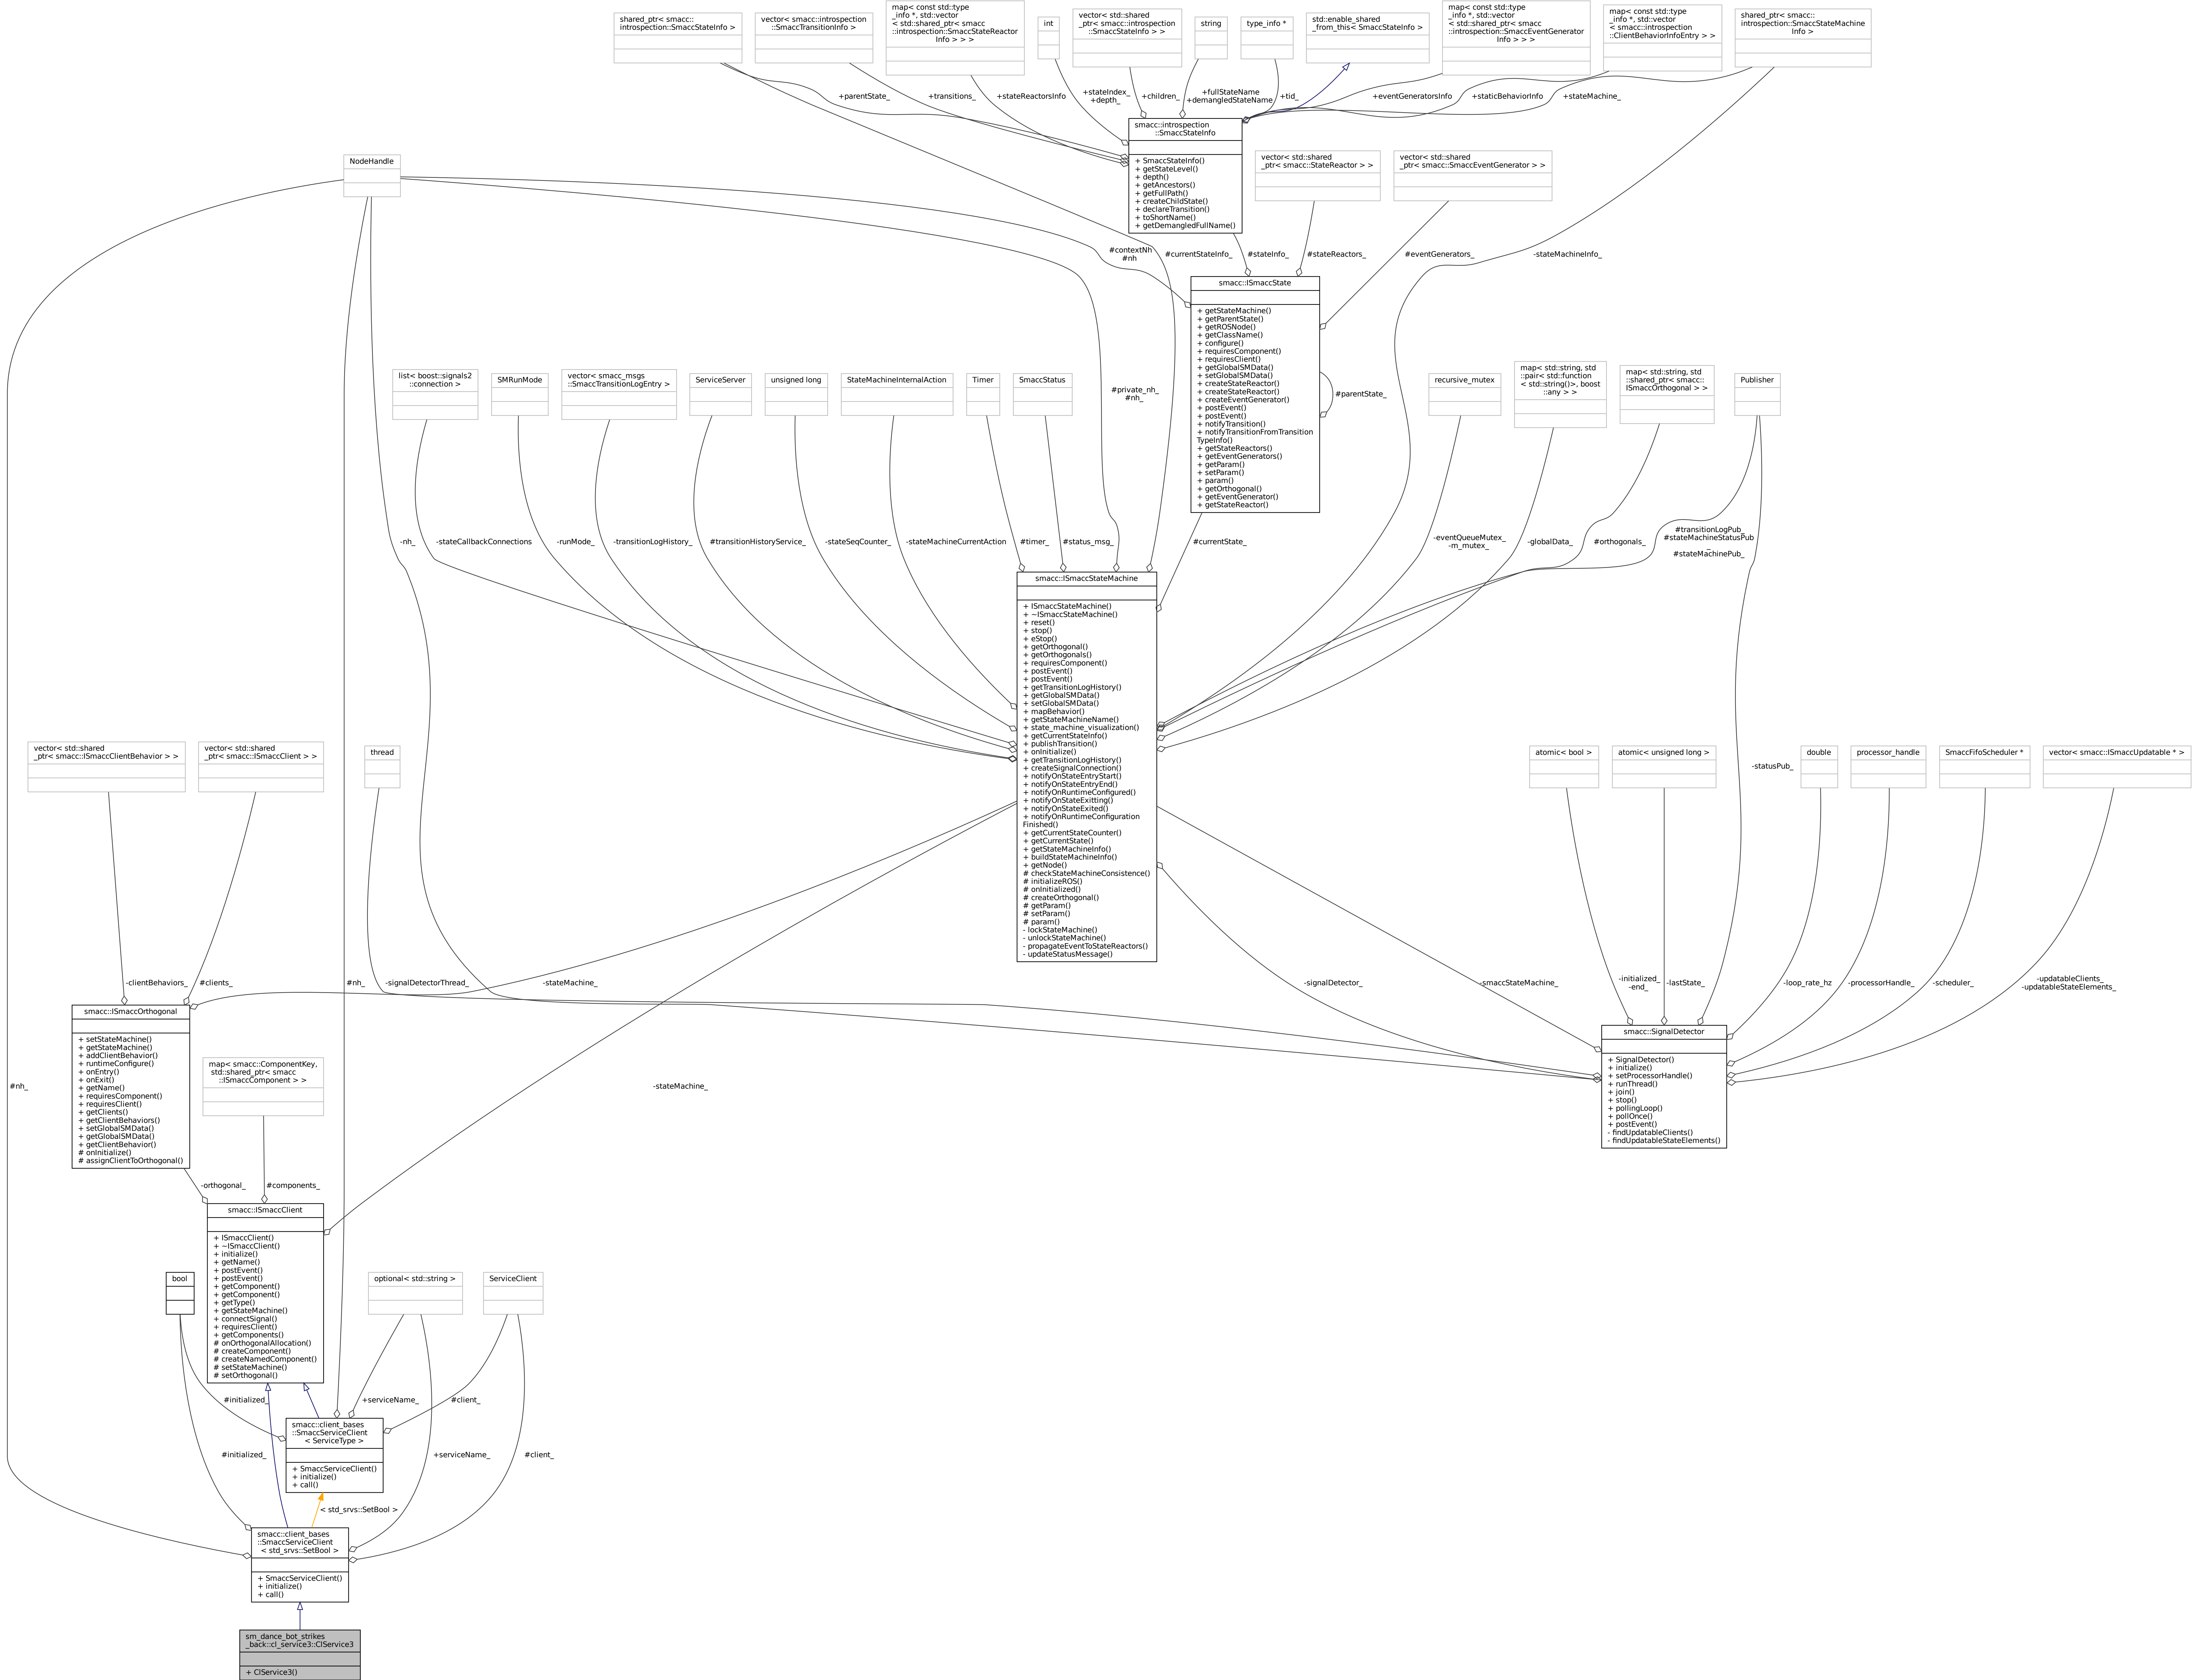 shared_ptr< smacc::
introspection::SmaccStateInfo >
vector< smacc::introspection
::SmaccTransitionInfo >
map< const std::type
_info *, std::vector
< std::shared_ptr< smacc
::introspection::SmaccStateReactor
Info > > >
int
vector< std::shared
_ptr< smacc::introspection
::SmaccStateInfo > >
string
type_info *
std::enable_shared
_from_this< SmaccStateInfo >
map< const std::type
_info *, std::vector
< std::shared_ptr< smacc
::introspection::SmaccEventGenerator
Info > > >
map< const std::type
_info *, std::vector
< smacc::introspection
::ClientBehaviorInfoEntry > >
shared_ptr< smacc::
introspection::SmaccStateMachine
Info >
+parentState_
+transitions_
+stateReactorsInfo
+stateIndex_
+depth_
+children_
+fullStateName
+demangledStateName
+tid_
+eventGeneratorsInfo
+staticBehaviorInfo
+stateMachine_
smacc::introspection
::SmaccStateInfo
+ SmaccStateInfo()
+ getStateLevel()
+ depth()
+ getAncestors()
+ getFullPath()
+ createChildState()
+ declareTransition()
+ toShortName()
+ getDemangledFullName()
NodeHandle
vector< std::shared
_ptr< smacc::StateReactor > >
vector< std::shared
_ptr< smacc::SmaccEventGenerator > >
#contextNh
#nh
#currentStateInfo_
#stateInfo_
#stateReactors_
#eventGenerators_
-stateMachineInfo_
smacc::ISmaccState
+ getStateMachine()
+ getParentState()
+ getROSNode()
+ getClassName()
+ configure()
+ requiresComponent()
+ requiresClient()
+ getGlobalSMData()
+ setGlobalSMData()
+ createStateReactor()
+ createStateReactor()
+ createEventGenerator()
+ postEvent()
+ postEvent()
+ notifyTransition()
+ notifyTransitionFromTransition
TypeInfo()
+ getStateReactors()
+ getEventGenerators()
+ getParam()
+ setParam()
+ param()
+ getOrthogonal()
+ getEventGenerator()
+ getStateReactor()
#parentState_
list< boost::signals2
::connection >
SMRunMode
vector< smacc_msgs
::SmaccTransitionLogEntry >
ServiceServer
unsigned long
StateMachineInternalAction
Timer
SmaccStatus
#private_nh_
#nh_
recursive_mutex
map< std::string, std
::pair< std::function
< std::string()>, boost
::any > >
map< std::string, std
::shared_ptr< smacc::
ISmaccOrthogonal > >
Publisher
-nh_
-stateCallbackConnections
-runMode_
-transitionLogHistory_
#transitionHistoryService_
-stateSeqCounter_
-stateMachineCurrentAction
#timer_
#status_msg_
#currentState_
-eventQueueMutex_
-m_mutex_
-globalData_
#orthogonals_
#transitionLogPub_
#stateMachineStatusPub
_
#stateMachinePub_
smacc::ISmaccStateMachine
+ ISmaccStateMachine()
+ ~ISmaccStateMachine()
+ reset()
+ stop()
+ eStop()
+ getOrthogonal()
+ getOrthogonals()
+ requiresComponent()
+ postEvent()
+ postEvent()
+ getTransitionLogHistory()
+ getGlobalSMData()
+ setGlobalSMData()
+ mapBehavior()
+ getStateMachineName()
+ state_machine_visualization()
+ getCurrentStateInfo()
+ publishTransition()
+ onInitialize()
+ getTransitionLogHistory()
+ createSignalConnection()
+ notifyOnStateEntryStart()
+ notifyOnStateEntryEnd()
+ notifyOnRuntimeConfigured()
+ notifyOnStateExitting()
+ notifyOnStateExited()
+ notifyOnRuntimeConfiguration
Finished()
+ getCurrentStateCounter()
+ getCurrentState()
+ getStateMachineInfo()
+ buildStateMachineInfo()
+ getNode()
# checkStateMachineConsistence()
# initializeROS()
# onInitialized()
# createOrthogonal()
# getParam()
# setParam()
# param()
- lockStateMachine()
- unlockStateMachine()
- propagateEventToStateReactors()
- updateStatusMessage()
vector< std::shared
_ptr< smacc::ISmaccClientBehavior > >
vector< std::shared
_ptr< smacc::ISmaccClient > >
thread
atomic< bool >
atomic< unsigned long >
-statusPub_
double
processor_handle
SmaccFifoScheduler *
vector< smacc::ISmaccUpdatable * >
-clientBehaviors_
#clients_
#nh_
-signalDetectorThread_
-stateMachine_
-signalDetector_
-smaccStateMachine_
-initialized_
-end_
-lastState_
-loop_rate_hz
-processorHandle_
-scheduler_
-updatableClients_
-updatableStateElements_
smacc::ISmaccOrthogonal
+ setStateMachine()
+ getStateMachine()
+ addClientBehavior()
+ runtimeConfigure()
+ onEntry()
+ onExit()
+ getName()
+ requiresComponent()
+ requiresClient()
+ getClients()
+ getClientBehaviors()
+ setGlobalSMData()
+ getGlobalSMData()
+ getClientBehavior()
# onInitialize()
# assignClientToOrthogonal()
smacc::SignalDetector
+ SignalDetector()
+ initialize()
+ setProcessorHandle()
+ runThread()
+ join()
+ stop()
+ pollingLoop()
+ pollOnce()
+ postEvent()
- findUpdatableClients()
- findUpdatableStateElements()
map< smacc::ComponentKey,
std::shared_ptr< smacc
::ISmaccComponent > >
#nh_
-stateMachine_
-orthogonal_
#components_
smacc::ISmaccClient
+ ISmaccClient()
+ ~ISmaccClient()
+ initialize()
+ getName()
+ postEvent()
+ postEvent()
+ getComponent()
+ getComponent()
+ getType()
+ getStateMachine()
+ connectSignal()
+ requiresClient()
+ getComponents()
# onOrthogonalAllocation()
# createComponent()
# createNamedComponent()
# setStateMachine()
# setOrthogonal()
bool
optional< std::string >
ServiceClient
#initialized_
+serviceName_
#client_
smacc::client_bases
::SmaccServiceClient
< ServiceType >
+ SmaccServiceClient()
+ initialize()
+ call()
#initialized_
+serviceName_
#client_
< std_srvs::SetBool >
smacc::client_bases
::SmaccServiceClient
< std_srvs::SetBool >
+ SmaccServiceClient()
+ initialize()
+ call()
sm_dance_bot_strikes
_back::cl_service3::ClService3
+ ClService3()